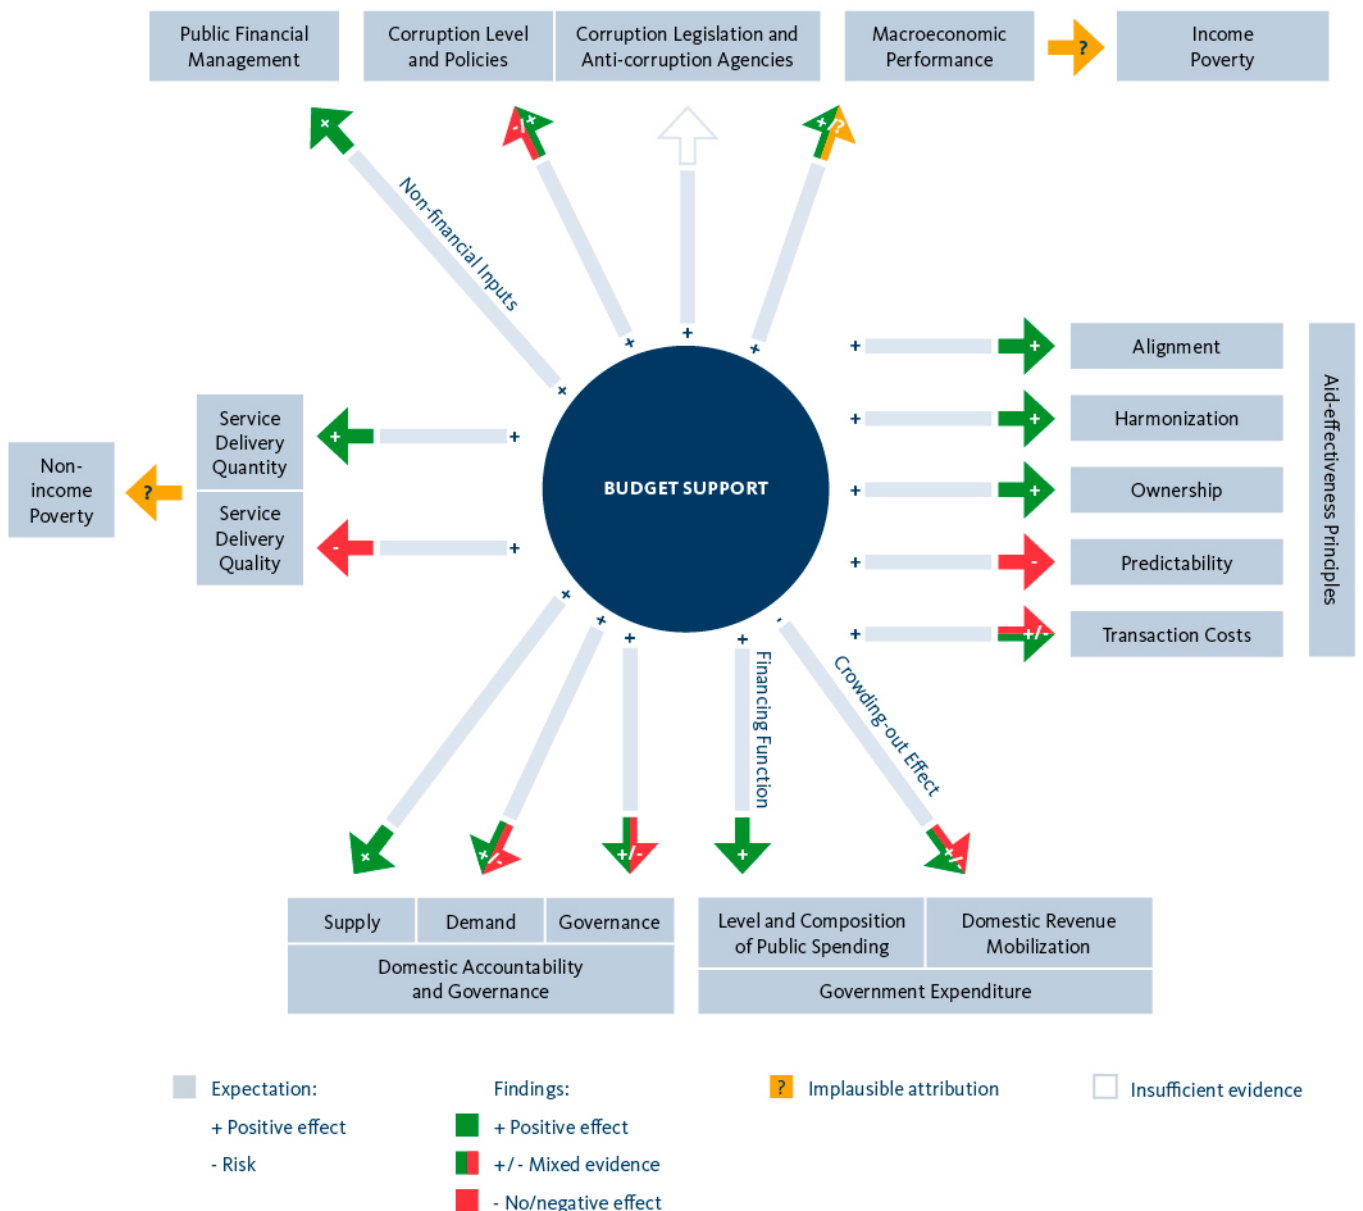 Public Financial
Management
Corruption Level
and Policies
Corruption Legislation and
Anti-corruption Agencies
Macroeconomic
Performance
?
Income
Poverty
+
-/+
+/?
Non-financial Inputs
+
+
+
+
Service
Delivery
Quantity
+
+
Service
Delivery
Quality
-
+
Non-
income
Poverty
?
BUDGET SUPPORT
+
+
Alignment
+
+
Harmonization
+
+
Ownership
+
-
Predictability
+
+/-
Transaction Costs
Aid-effectiveness Principles
+
+
+
+
-
Financing Function
Crowding-out Effect
+
+/-
+/-
+
+/-
Supply
Demand
Governance
Domestic Accountability
and Governance
Level and Composition
of Public Spending
Domestic Revenue
Mobilization
Government Expenditure
Expectation:
+ Positive effect
- Risk
Findings:
+ Positive effect
+/- Mixed evidence
- No/negative effect
? Implausible attribution
Insufficient evidence